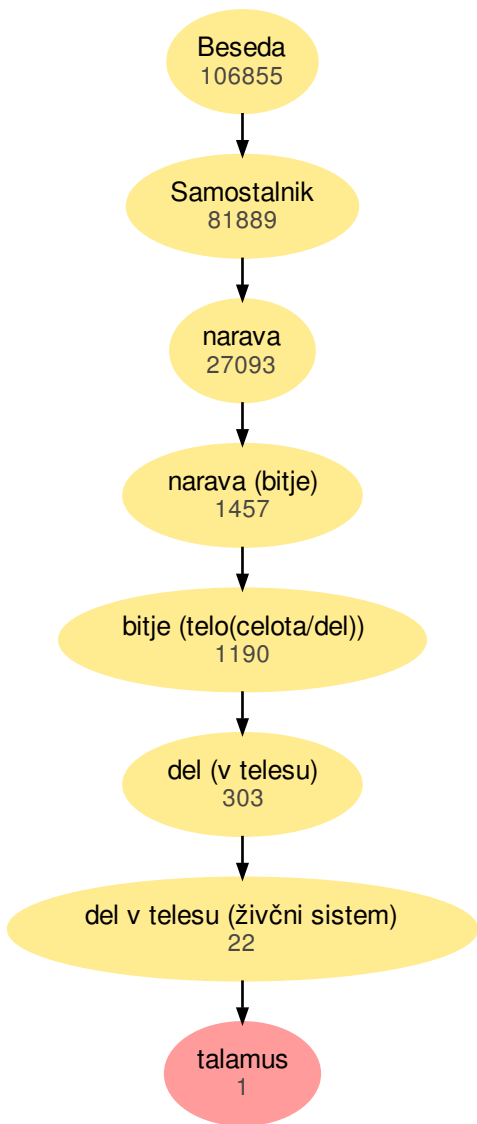 Beseda
106855
Samostalnik
81889
narava
27093
narava (bitje)
1457
bitje (telo(celota/del))
1190
del (v telesu)
303
del v telesu (živčni sistem)
22
talamus
1